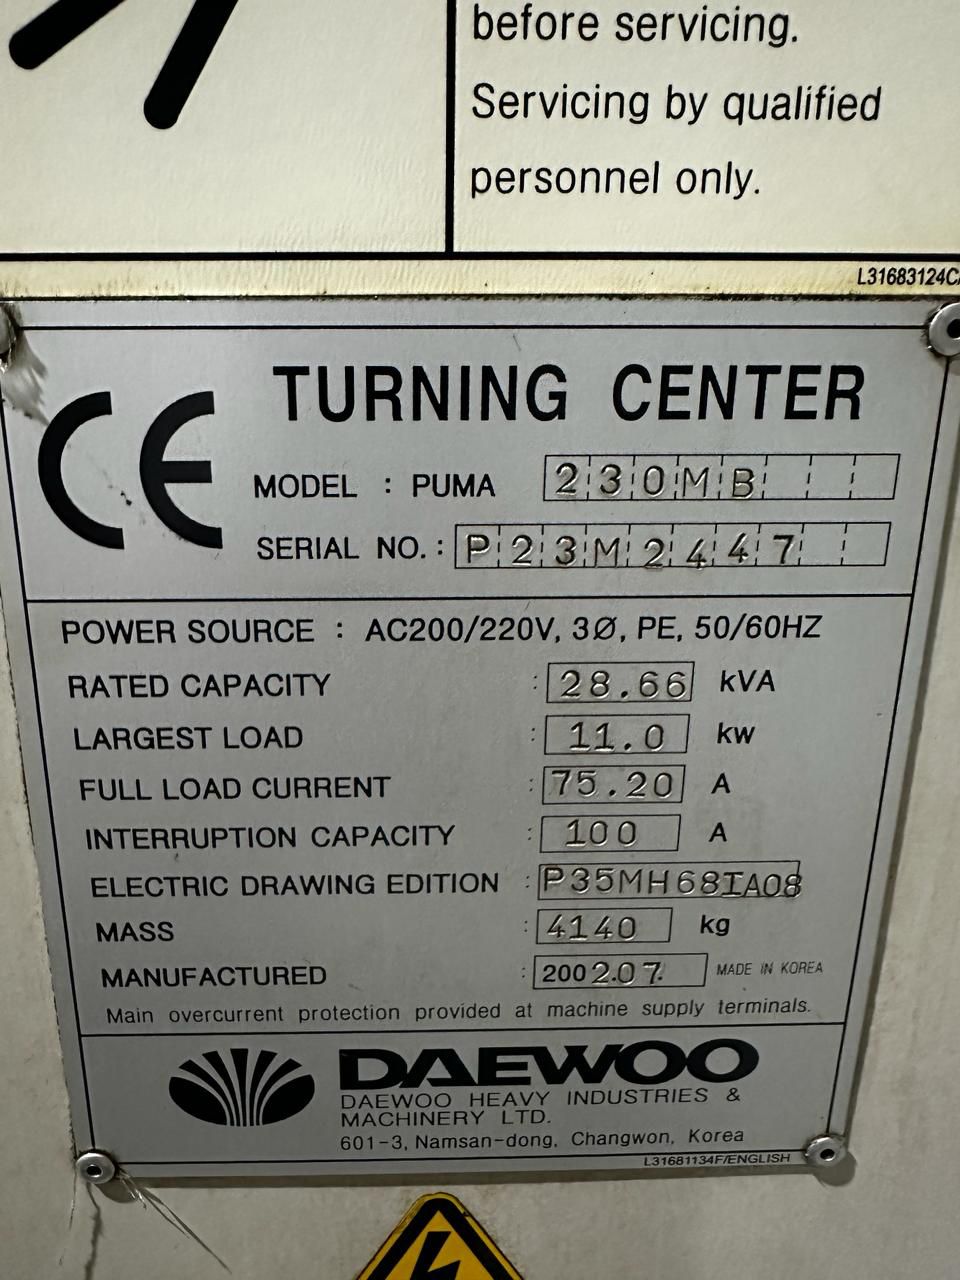 before servicing.
Servicing by qualified
personnel only.
L31683124C
CE
TURNING CENTER
MODEL : PUMA 230MB
SERIAL NO. : P23M2447
POWER SOURCE : AC200/220V, 3Ø, PE, 50/60HZ
RATED CAPACITY : 28.66 kVA
LARGEST LOAD : 11.0 kw
FULL LOAD CURRENT : 75.20 A
INTERRUPTION CAPACITY : 100 A
ELECTRIC DRAWING EDITION : P35MH68IA08
MASS : 4140 kg
MANUFACTURED : 2002.07. MADE IN KOREA
Main overcurrent protection provided at machine supply terminals.
DAEWOO
DAEWOO HEAVY INDUSTRIES &
MACHINERY LTD.
601-3, Namsan-dong, Changwon, Korea
L31681134F/ENGLISH